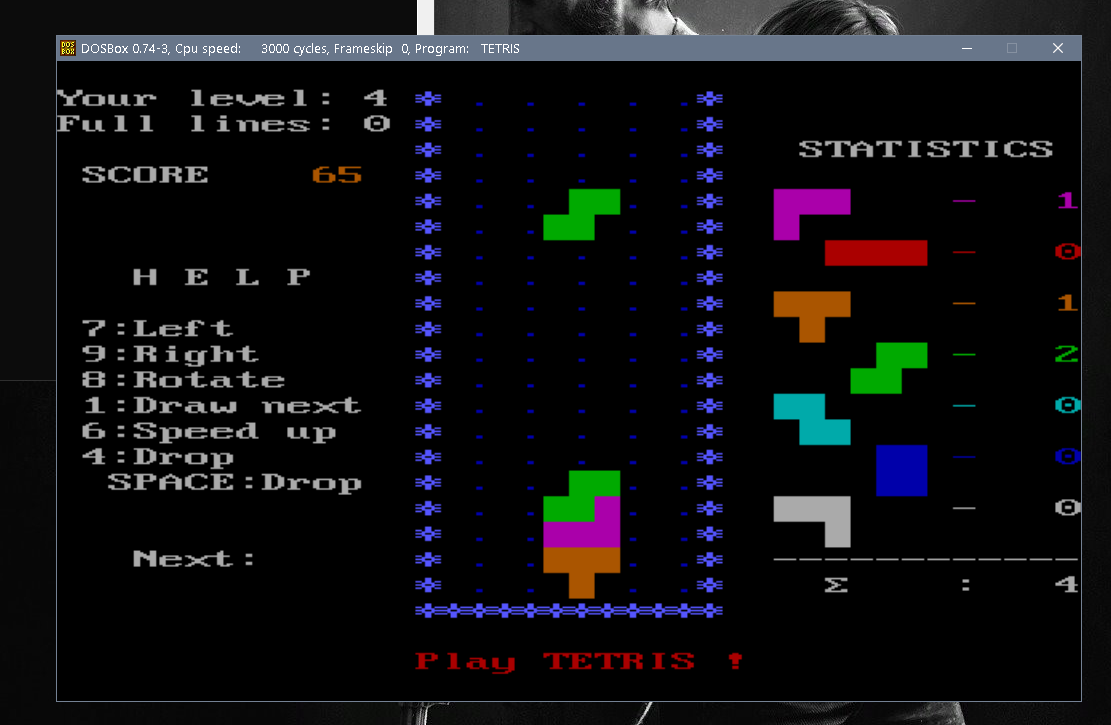 DOSBox 0.74-3, Cpu speed: 3000 cycles, Frameskip 0, Program: TETRIS
Your level: 4
Full lines: 0
STATISTICS
SCORE 65
— 1
— 0
H E L P
— 1
7:Left
9:Right
— 2
8:Rotate
1:Draw next
— 0
6:Speed up
4:Drop
— 0
SPACE:Drop
— 0
Next:
Σ : 4
Play TETRIS !